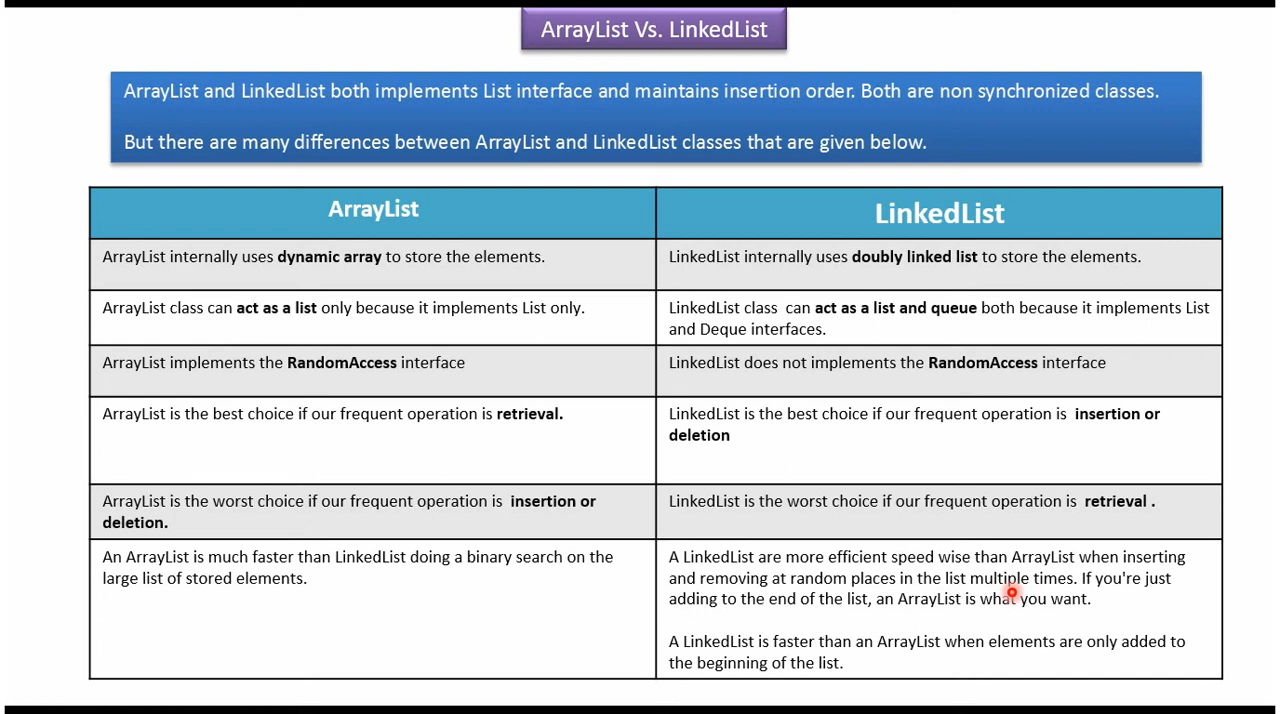 ArrayList Vs. LinkedList
ArrayList and LinkedList both implements List interface and maintains insertion order. Both are non synchronized classes.
But there are many differences between ArrayList and LinkedList classes that are given below.
ArrayList
LinkedList
ArrayList internally uses dynamic array to store the elements.
LinkedList internally uses doubly linked list to store the elements.
ArrayList class can act as a list only because it implements List only.
LinkedList class can act as a list and queue both because it implements List
and Deque interfaces.
ArrayList implements the RandomAccess interface
LinkedList does not implements the RandomAccess interface
ArrayList is the best choice if our frequent operation is retrieval.
LinkedList is the best choice if our frequent operation is insertion or
deletion
ArrayList is the worst choice if our frequent operation is insertion or
deletion.
LinkedList is the worst choice if our frequent operation is retrieval .
An ArrayList is much faster than LinkedList doing a binary search on the
large list of stored elements.
A LinkedList are more efficient speed wise than ArrayList when inserting
and removing at random places in the list multiple times. If you're just
adding to the end of the list, an ArrayList is what you want.
A LinkedList is faster than an ArrayList when elements are only added to
the beginning of the list.